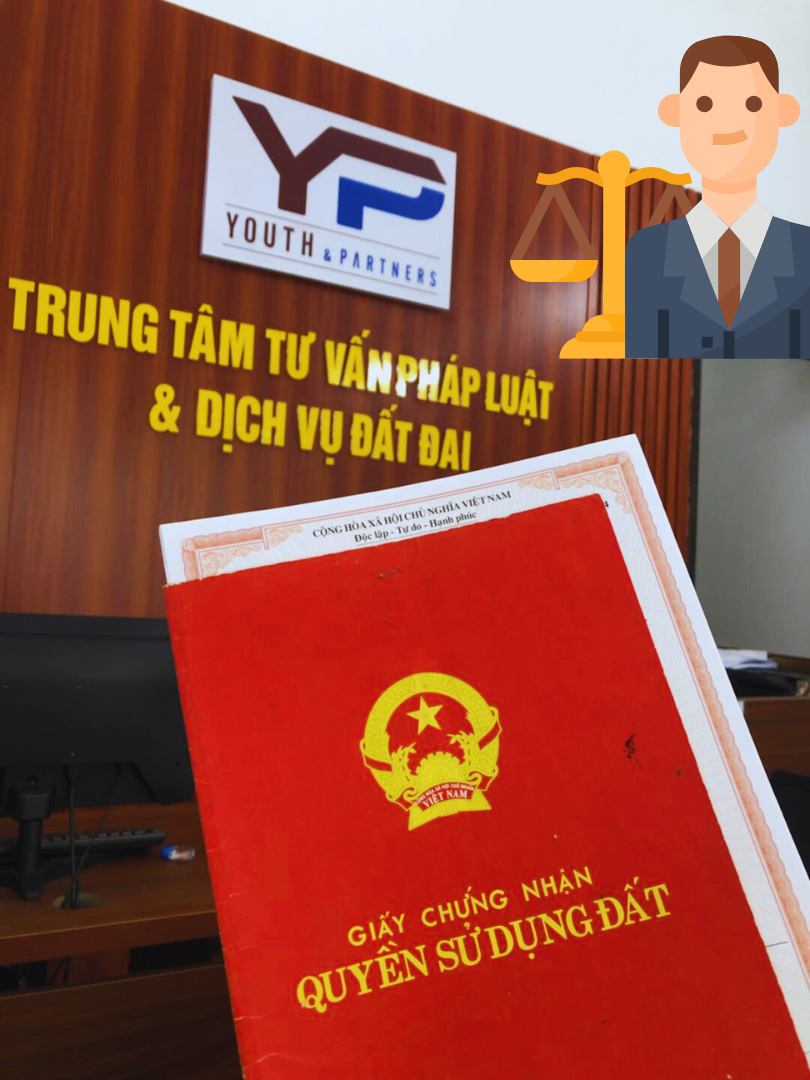 YP
YOUTH & PARTNERS
TRUNG TÂM TƯ VẤN PHÁP LUẬT
& DỊCH VỤ ĐẤT ĐAI
CỘNG HÒA XÃ HỘI CHỦ NGHĨA VIỆT NAM
Độc lập - Tự do - Hạnh phúc
4
CỘNG HÒA XÃ HỘI CHỦ NGHĨA
VIỆT NAM
GIẤY CHỨNG NHẬN
QUYỀN SỬ DỤNG ĐẤT